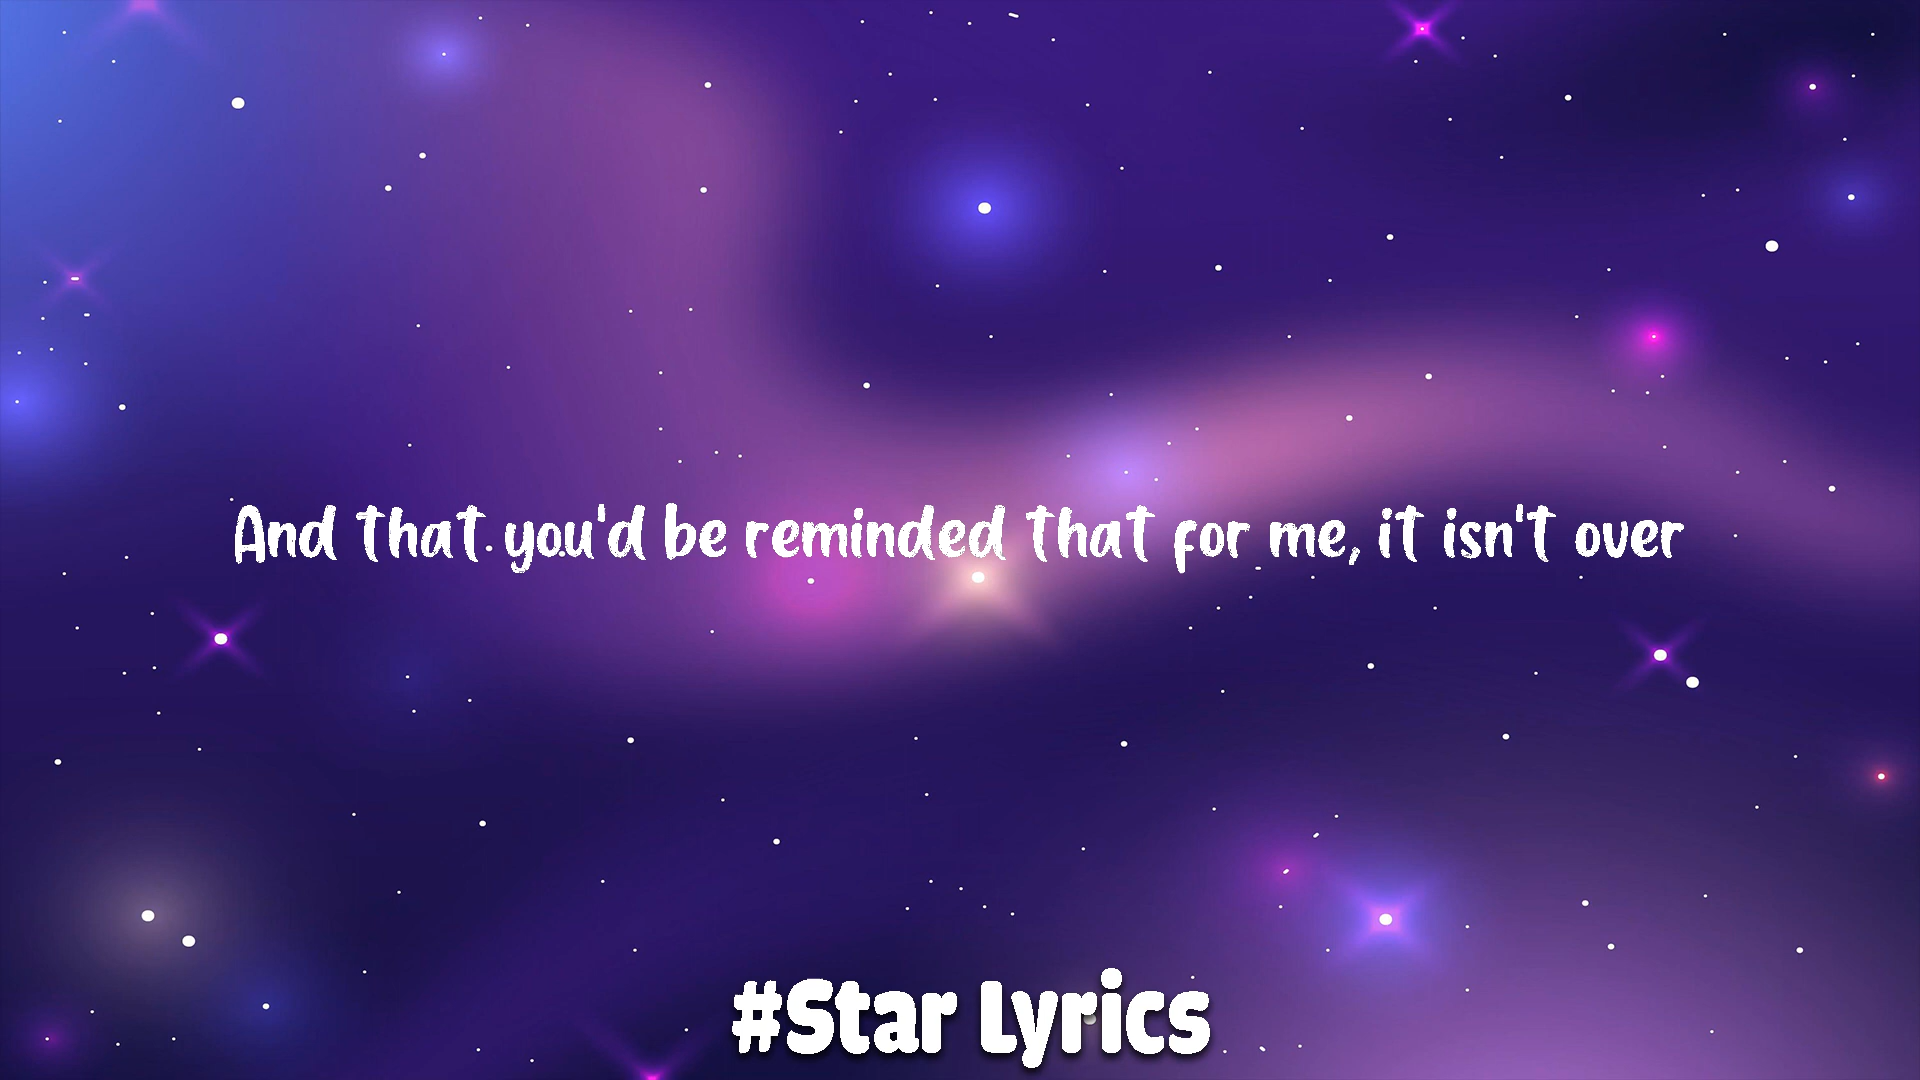 And that you'd be reminded that for me, it isn't over
#Star Lyrics